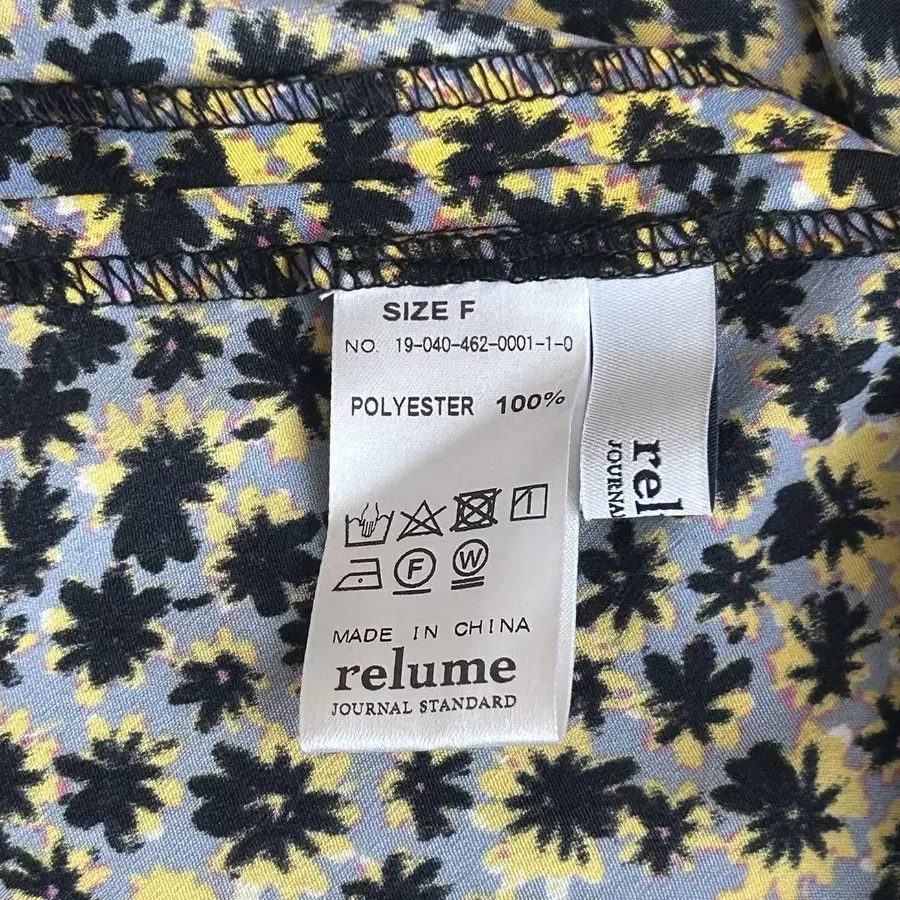 SIZE F
NO. 19-040-462-0001-1-0
POLYESTER 100%
F W
MADE IN CHINA
relume
JOURNAL STANDARD
rel
JOURNA